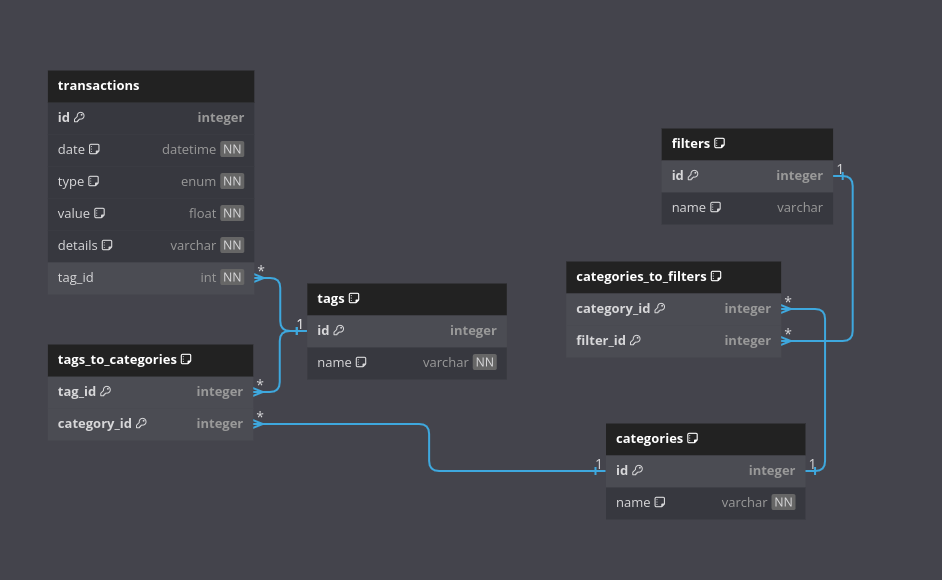 transactions
id integer
date datetime NN
type enum NN
value float NN
details varchar NN
tag_id int NN
*
filters
id integer
1
name varchar
categories_to_filters
category_id integer
*
filter_id integer
*
tags
1
id integer
name varchar NN
tags_to_categories
tag_id integer
*
category_id integer
*
categories
1
id integer
1
name varchar NN